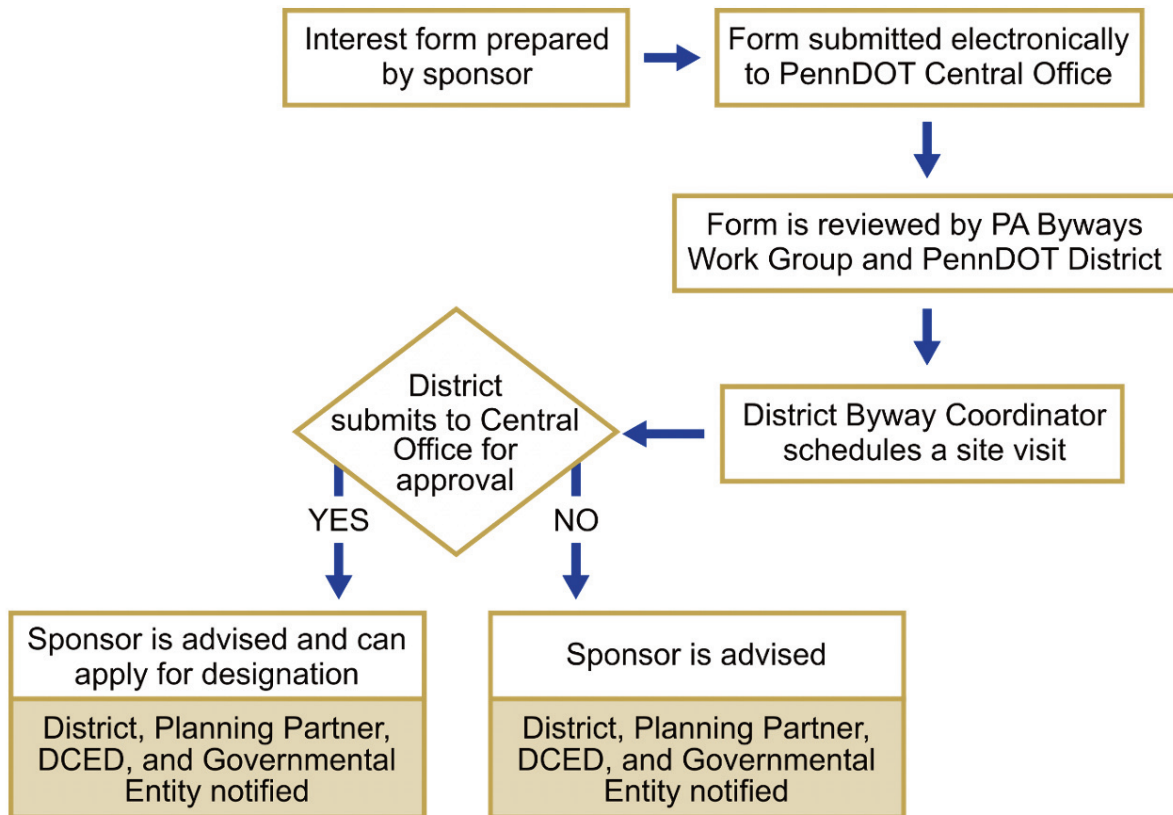 Interest form prepared
by sponsor
Form submitted electronically
to PennDOT Central Office
Form is reviewed by PA Byways
Work Group and PennDOT District
District Byway Coordinator
schedules a site visit
District
submits to Central
Office for
approval
YES
NO
Sponsor is advised and can
apply for designation
District, Planning Partner,
DCED, and Governmental
Entity notified
Sponsor is advised
District, Planning Partner,
DCED, and Governmental
Entity notified